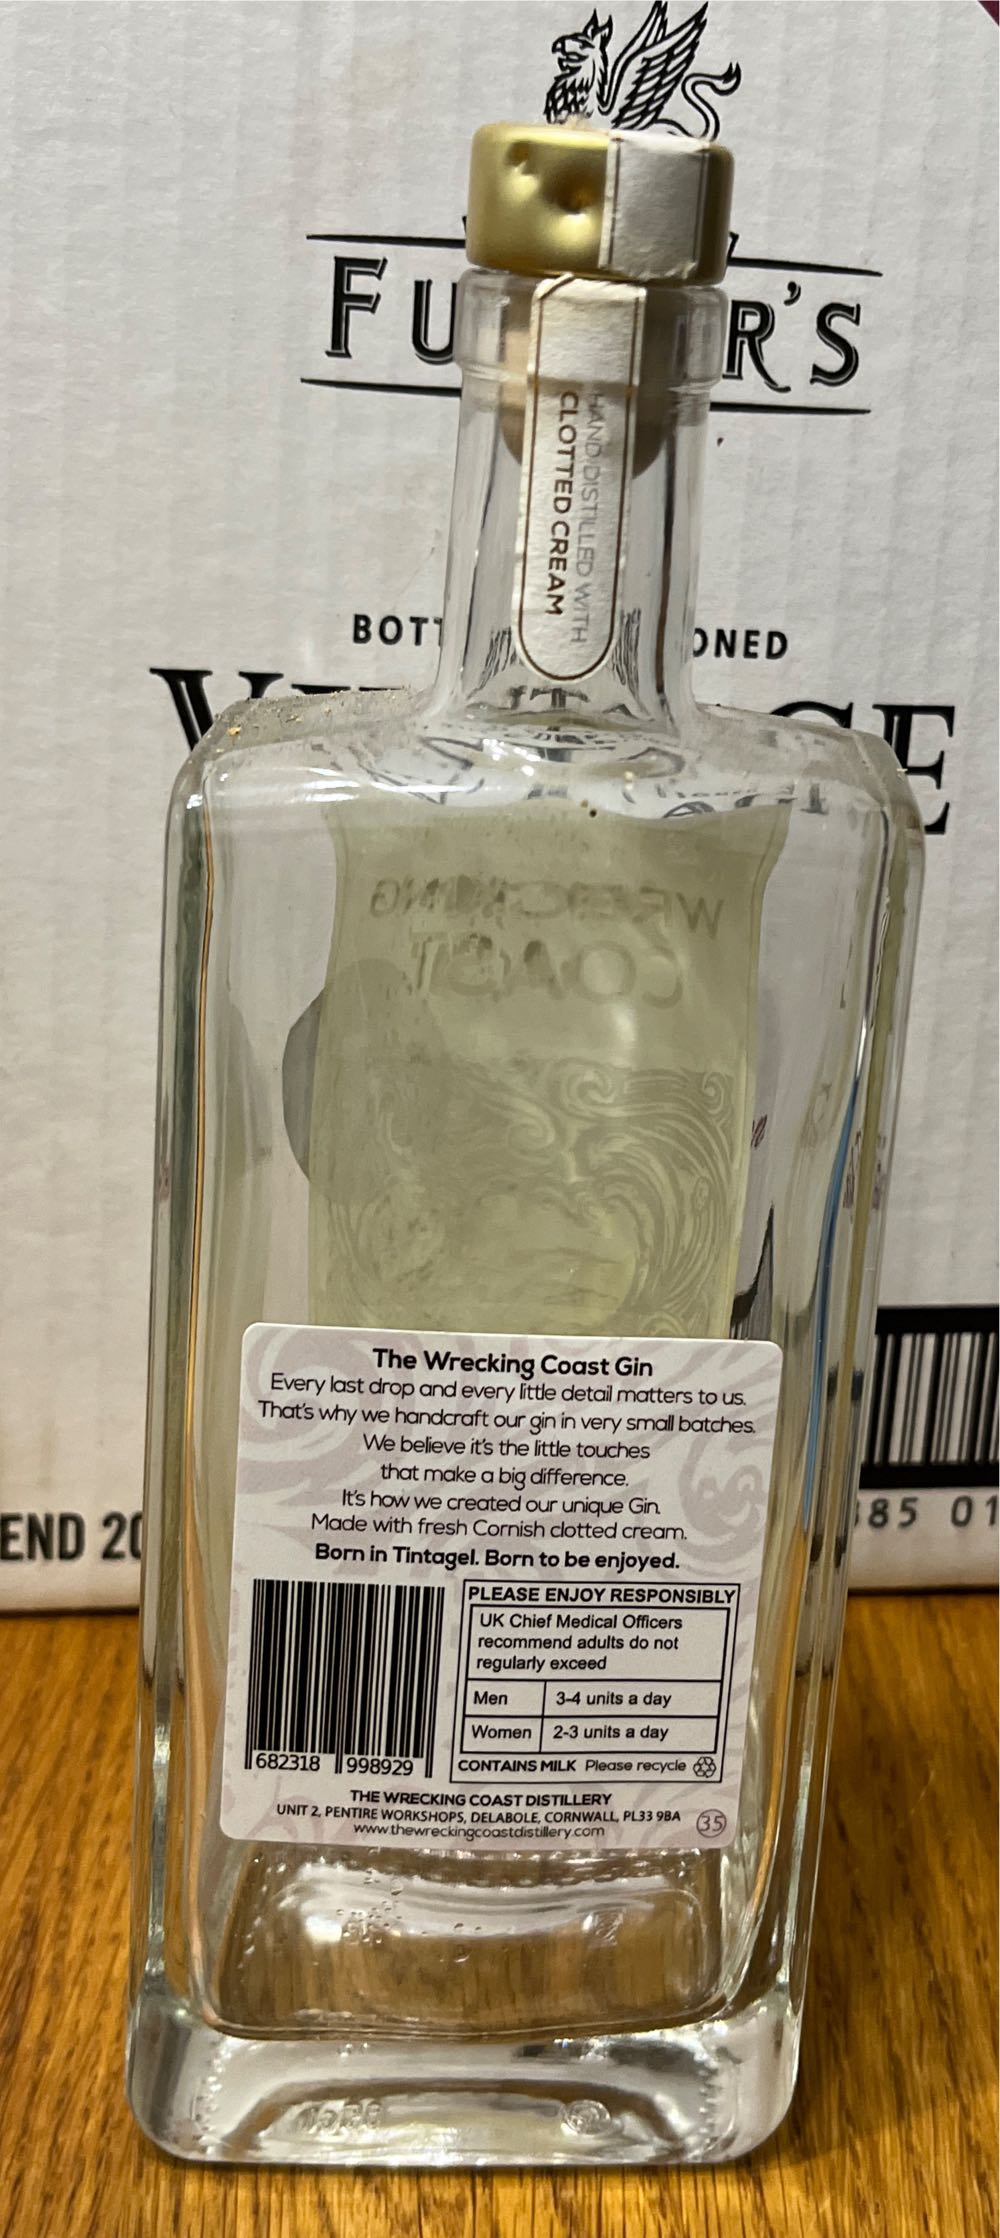 FU R'S
HAND DISTILLED WITH
CLOTTED CREAM
BOTT ONED
WRECKING
COAST
The Wrecking Coast Gin
Every last drop and every little detail matters to us.
That's why we handcraft our gin in very small batches.
We believe it's the little touches
that make a big difference.
It's how we created our unique Gin.
Made with fresh Cornish clotted cream.
Born in Tintagel. Born to be enjoyed.
682318 998929
PLEASE ENJOY RESPONSIBLY
UK Chief Medical Officers
recommend adults do not
regularly exceed
Men 3-4 units a day
Women 2-3 units a day
CONTAINS MILK Please recycle
THE WRECKING COAST DISTILLERY
UNIT 2, PENTIRE WORKSHOPS, DELABOLE, CORNWALL, PL33 9BA
www.thewreckingcoastdistillery.com
35
END 20
385 01